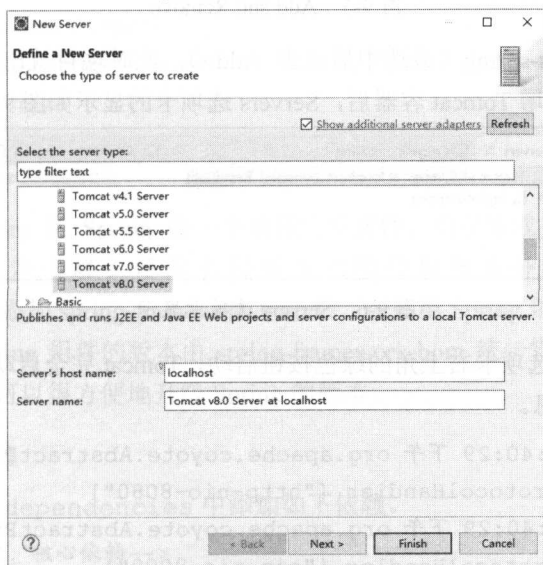 New Server
Define a New Server
Choose the type of server to create
Show additional server adapters Refresh
Select the server type:
type filter text
Tomcat v4.1 Server
Tomcat v5.0 Server
Tomcat v5.5 Server
Tomcat v6.0 Server
Tomcat v7.0 Server
Tomcat v8.0 Server
Basic
Publishes and runs J2EE and Java EE Web projects and server configurations to a local Tomcat server.
Server's host name: localhost
Server name: Tomcat v8.0 Server at localhost
< Back Next > Finish Cancel